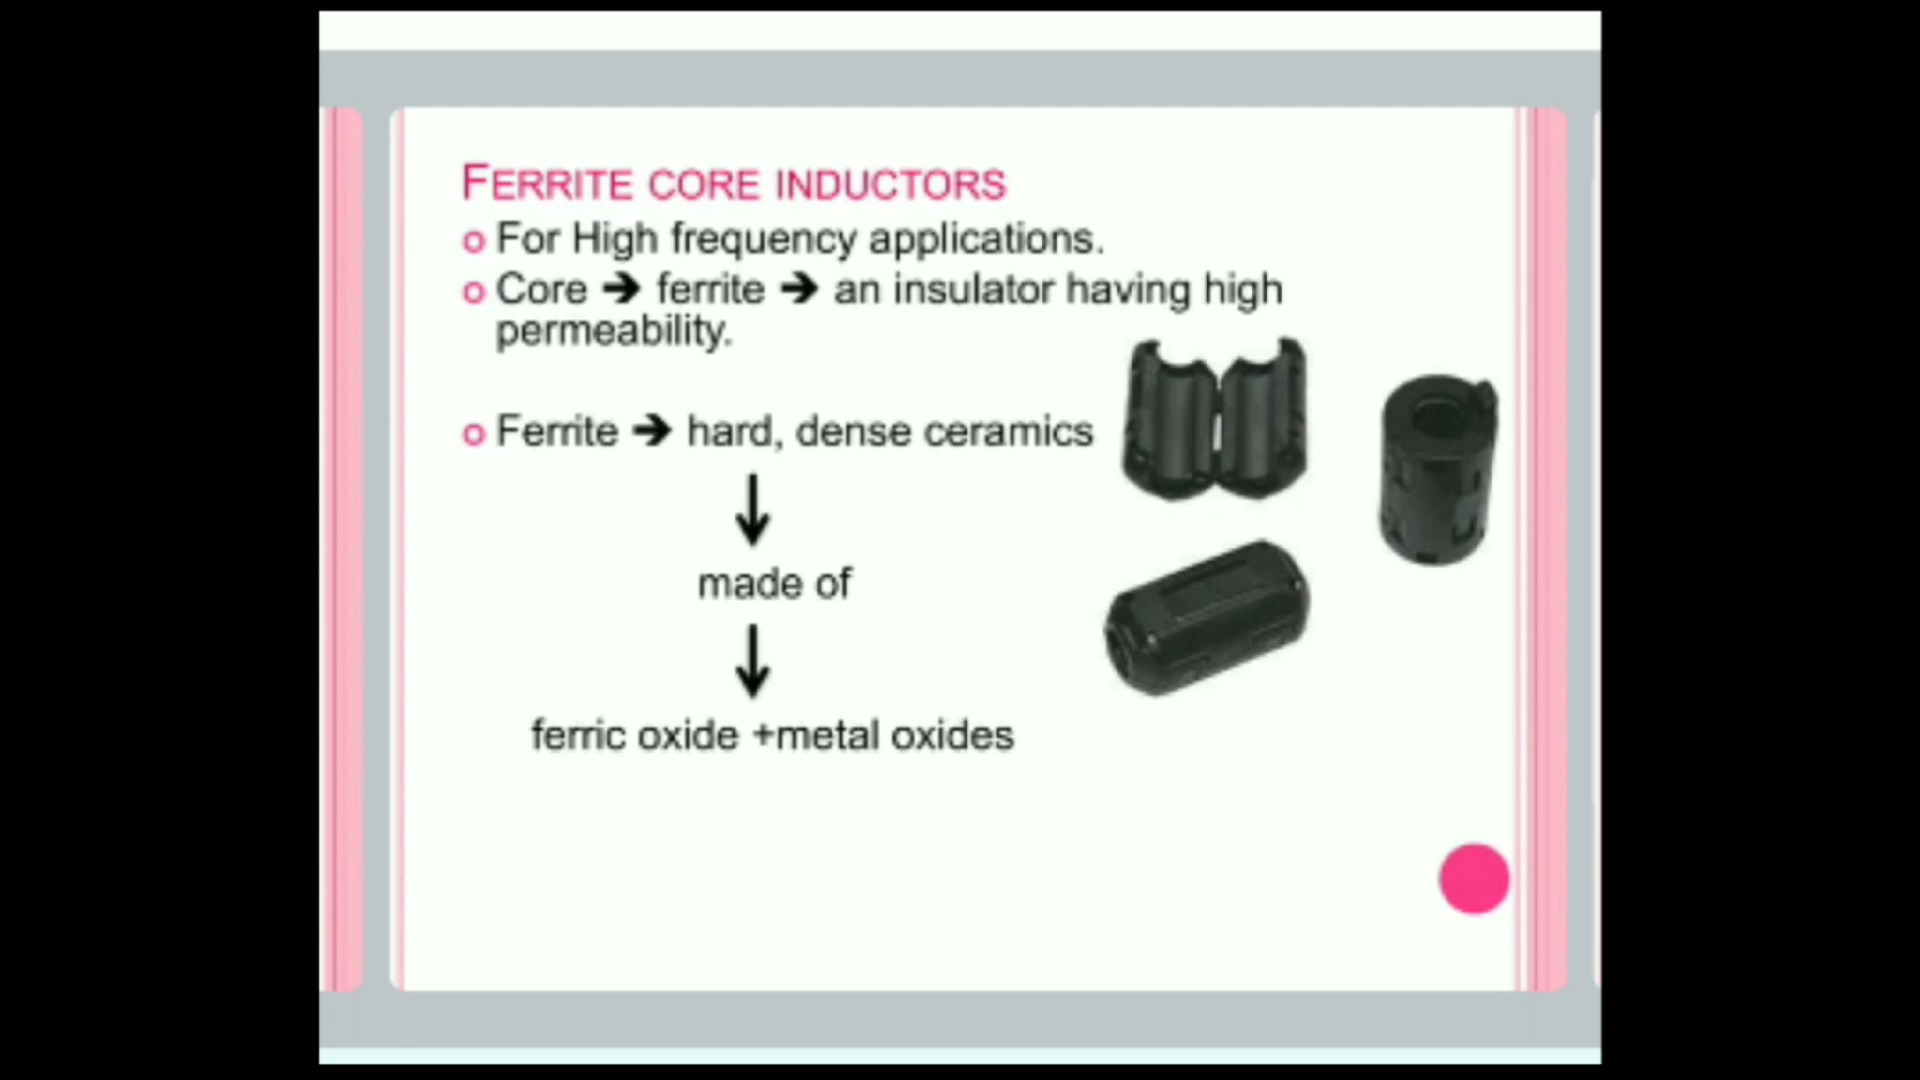 FERRITE CORE INDUCTORS
o For High frequency applications.
o Core ➔ ferrite ➔ an insulator having high
permeability.
o Ferrite ➔ hard, dense ceramics
made of
ferric oxide +metal oxides